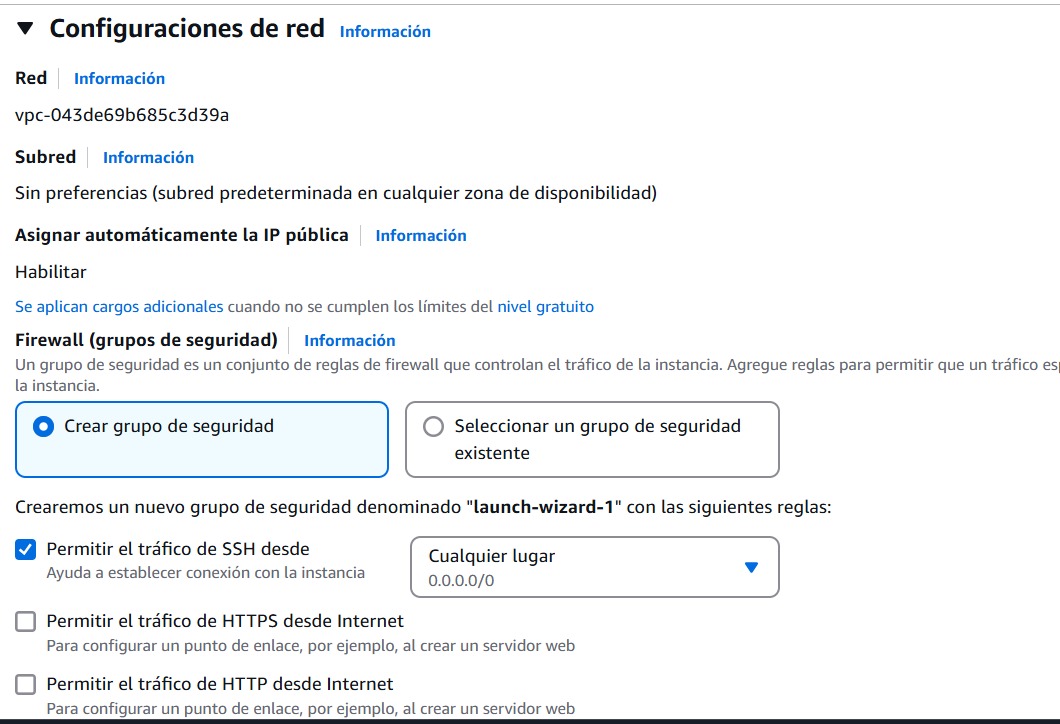 Configuraciones de red Información
Red Información
vpc-043de69b685c3d39a
Subred Información
Sin preferencias (subred predeterminada en cualquier zona de disponibilidad)
Asignar automáticamente la IP pública Información
Habilitar
Se aplican cargos adicionales cuando no se cumplen los límites del nivel gratuito
Firewall (grupos de seguridad) Información
Un grupo de seguridad es un conjunto de reglas de firewall que controlan el tráfico de la instancia. Agregue reglas para permitir que un tráfico
la instancia.
Crear grupo de seguridad
Seleccionar un grupo de seguridad
existente
Crearemos un nuevo grupo de seguridad denominado "launch-wizard-1" con las siguientes reglas:
Permitir el tráfico de SSH desde
Ayuda a establecer conexión con la instancia
Cualquier lugar
0.0.0.0/0
Permitir el tráfico de HTTPS desde Internet
Para configurar un punto de enlace, por ejemplo, al crear un servidor web
Permitir el tráfico de HTTP desde Internet
Para configurar un punto de enlace, por ejemplo, al crear un servidor web